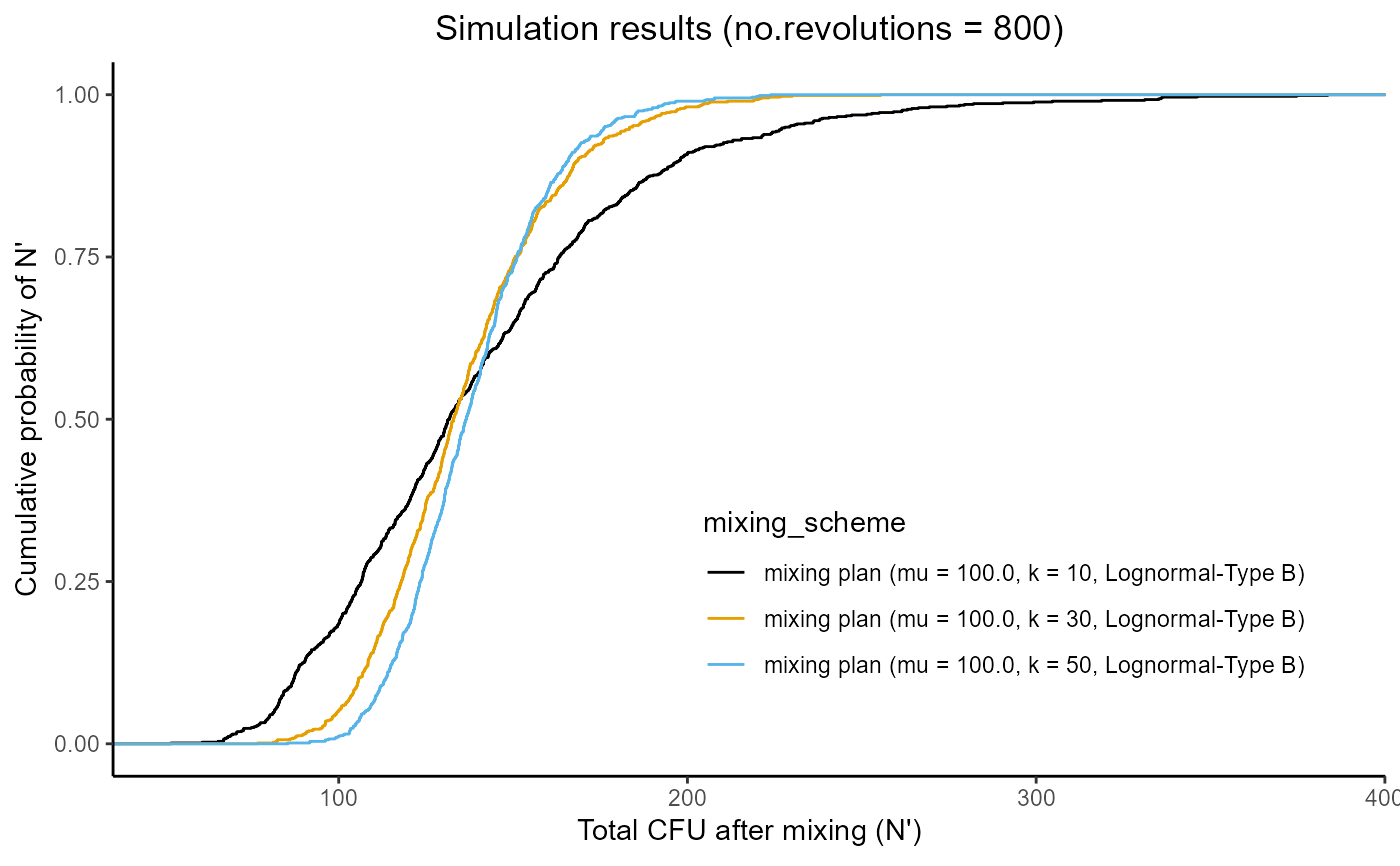 Simulation results (no.revolutions = 800)
Cumulative probability of N'
1.00
0.75
0.50
0.25
0.00
mixing_scheme
mixing plan (mu = 100.0, k = 10, Lognormal-Type B)
mixing plan (mu = 100.0, k = 30, Lognormal-Type B)
mixing plan (mu = 100.0, k = 50, Lognormal-Type B)
100
200
300
400
Total CFU after mixing (N')